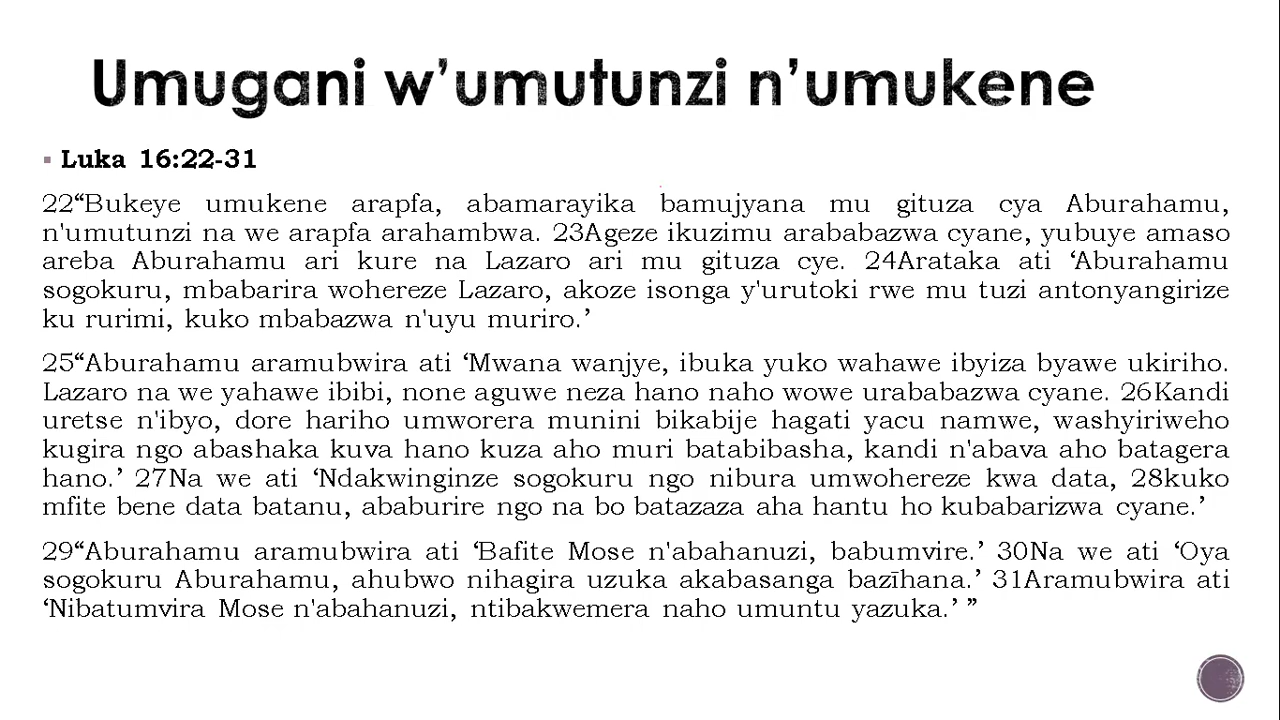 Umugani w’umutunzi n’umukene
▪ Luka 16:22-31
22“Bukeye umukene arapfa, abamarayika bamujyana mu gituza cya Aburahamu,
n'umutunzi na we arapfa arahambwa. 23Ageze ikuzimu arababazwa cyane, yubuye amaso
areba Aburahamu ari kure na Lazaro ari mu gituza cye. 24Arataka ati ‘Aburahamu
sogokuru, mbabarira wohereze Lazaro, akoze isonga y'urutoki rwe mu tuzi antonyangirize
ku rurimi, kuko mbabazwa n'uyu muriro.’
25“Aburahamu aramubwira ati ‘Mwana wanjye, ibuka yuko wahawe ibyiza byawe ukiriho.
Lazaro na we yahawe ibibi, none aguwe neza hano naho wowe urababazwa cyane. 26Kandi
uretse n'ibyo, dore hariho umworera munini bikabije hagati yacu namwe, washyiriweho
kugira ngo abashaka kuva hano kuza aho muri batabibasha, kandi n'abava aho batagera
hano.’ 27Na we ati ‘Ndakwinginze sogokuru ngo nibura umwohereze kwa data, 28kuko
mfite bene data batanu, ababurire ngo na bo batazaza aha hantu ho kubabarizwa cyane.’
29“Aburahamu aramubwira ati ‘Bafite Mose n'abahanuzi, babumvire.’ 30Na we ati ‘Oya
sogokuru Aburahamu, ahubwo nihagira uzuka akabasanga bazīhana.’ 31Aramubwira ati
‘Nibatumvira Mose n'abahanuzi, ntibakwemera naho umuntu yazuka.’ ”